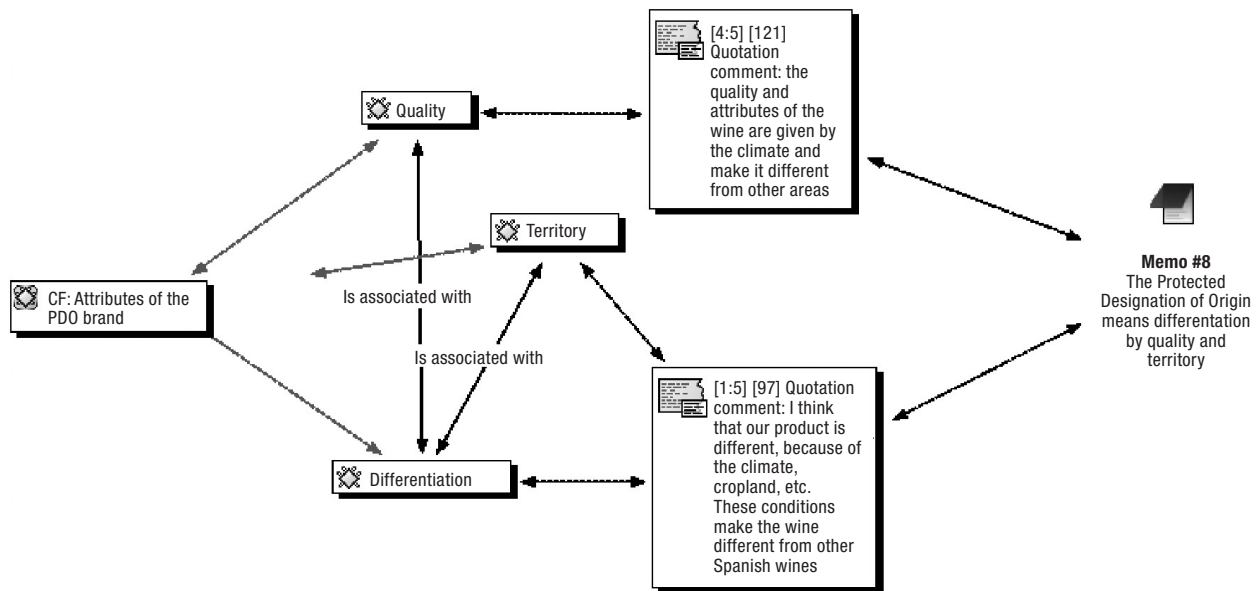 Quality
[4:5] [121]
Quotation
comment: the
quality and
attributes of the
wine are given by
the climate and
make it different
from other areas
Territory
CF: Attributes of the
PDO brand
Is associated with
Is associated with
Memo #8
The Protected
Designation of Origin
means differentation
by quality and
territory
Differentiation
[1:5] [97] Quotation
comment: I think
that our product is
different, because of
the climate,
cropland, etc.
These conditions
make the wine
different from other
Spanish wines